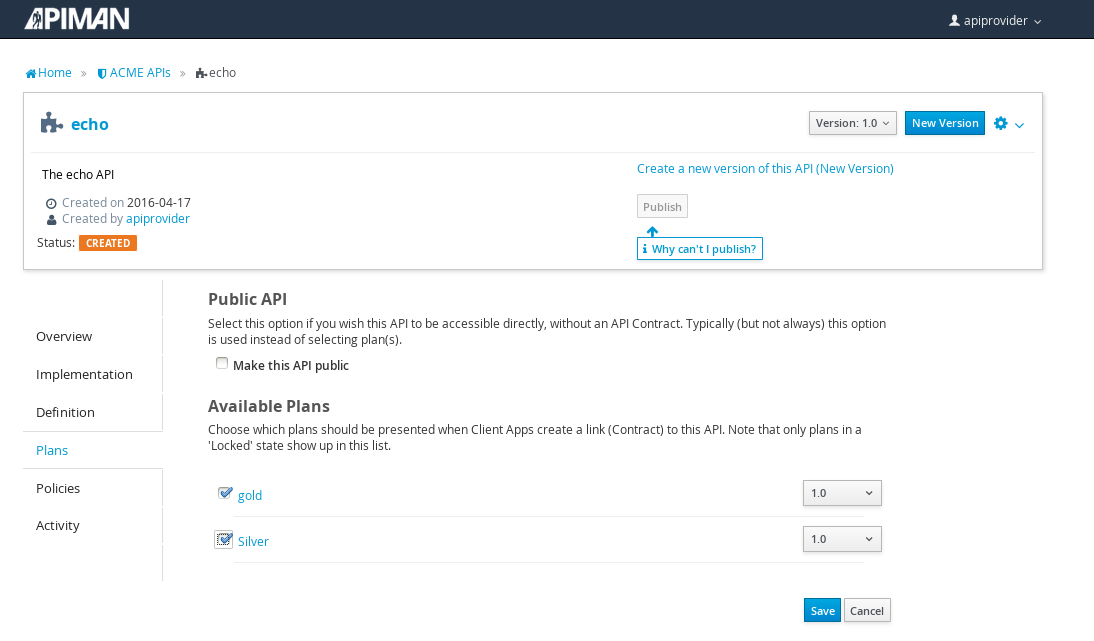 APIMAN
apiprovider
Home » ACME APIs » echo
echo
Version: 1.0
New Version
The echo API
Create a new version of this API (New Version)
Created on 2016-04-17
Created by apiprovider
Publish
Status: CREATED
Why can't I publish?
Public API
Select this option if you wish this API to be accessible directly, without an API Contract. Typically (but not always) this option
is used instead of selecting plan(s).
Make this API public
Overview
Implementation
Definition
Plans
Policies
Activity
Available Plans
Choose which plans should be presented when Client Apps create a link (Contract) to this API. Note that only plans in a
'Locked' state show up in this list.
gold 1.0
Silver 1.0
Save Cancel